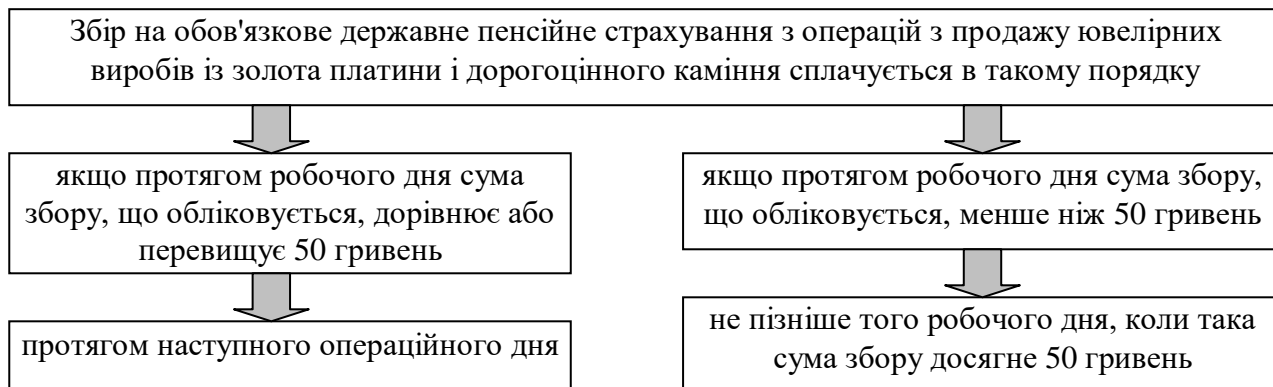 Збір на обов'язкове державне пенсійне страхування з операцій з продажу ювелірних
виробів із золота платини і дорогоцінного каміння сплачується в такому порядку
якщо протягом робочого дня сума
збору, що обліковується, дорівнює або
перевищує 50 гривень
протягом наступного операційного дня
якщо протягом робочого дня сума збору,
що обліковується, менше ніж 50 гривень
не пізніше того робочого дня, коли така
сума збору досягне 50 гривень